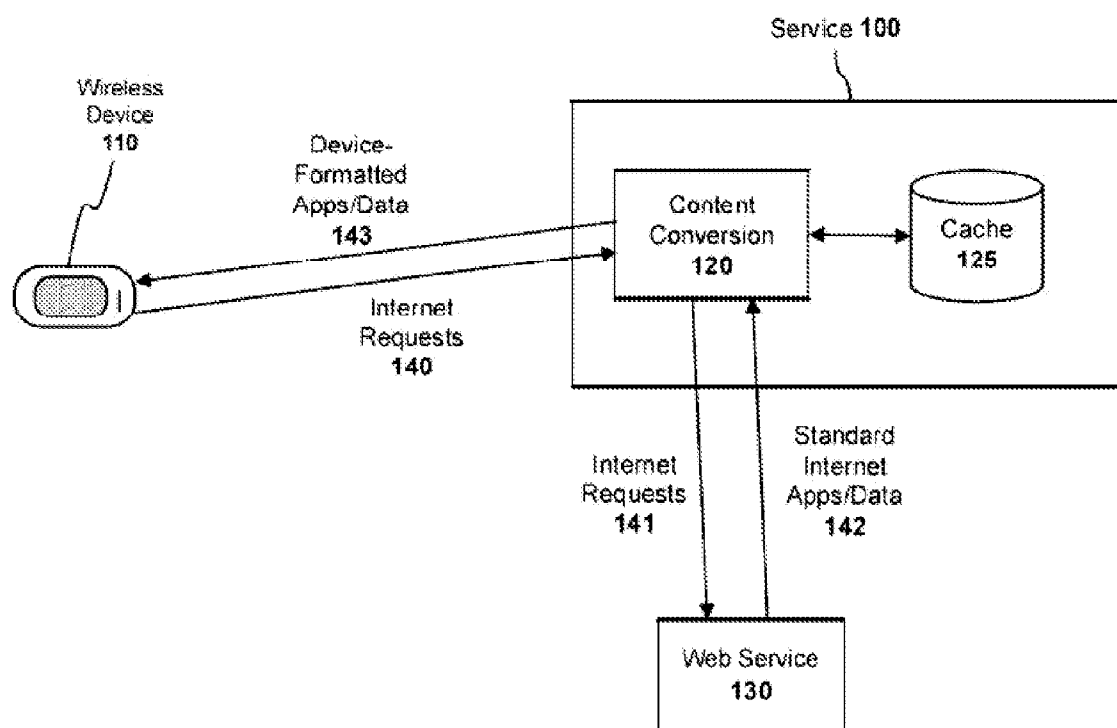 Service 100
Wireless
Device
110
Device-
Formatted
Apps/Data
143
Content
Conversion
120
Cache
125
Internet
Requests
140
Internet
Requests
141
Standard
Internet
Apps/Data
142
Web Service
130